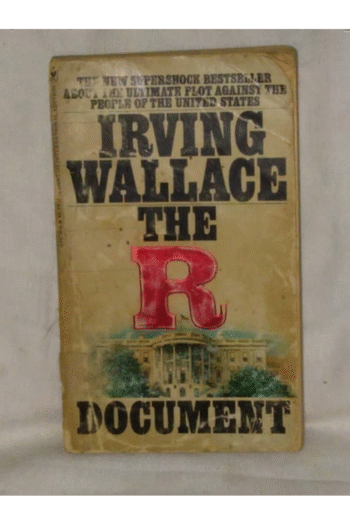 THE NEW SUPERSHOCK BESTSELLER
ABOUT THE ULTIMATE PLOT AGAINST THE
PEOPLE OF THE UNITED STATES
IRVING
WALLACE
THE
R
DOCUMENT